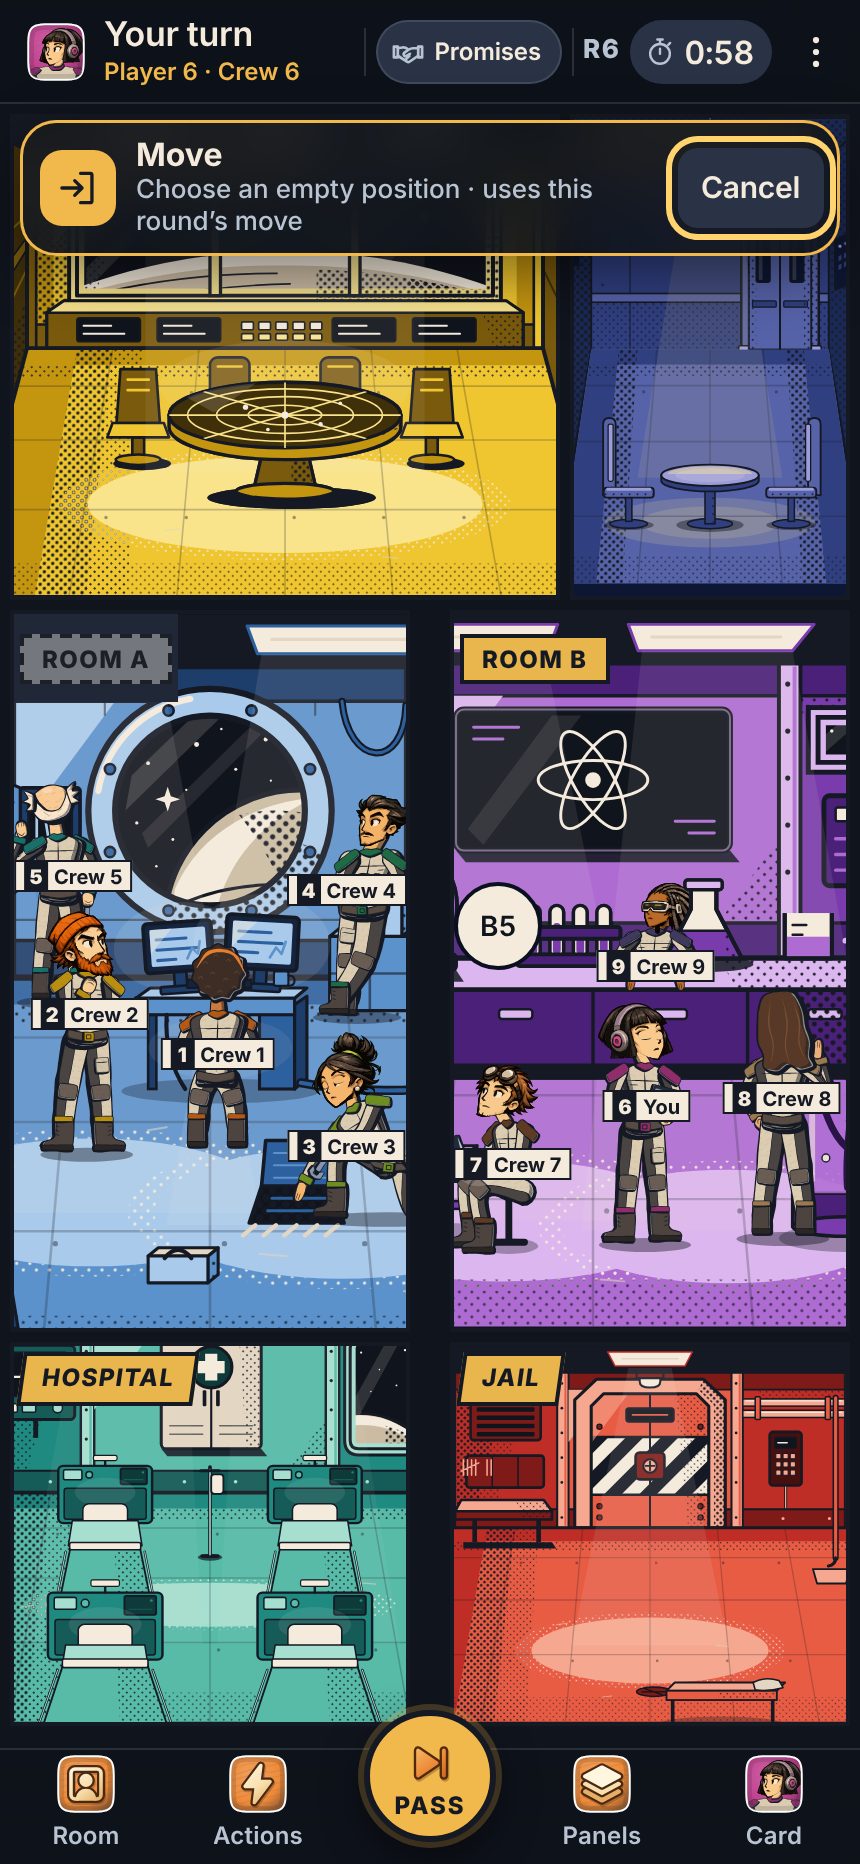 Your turn
Player 6 · Crew 6
Promises
R6
0:58
Move
Choose an empty position · uses this
round's move
Cancel
ROOM A
ROOM B
5 Crew 5
4 Crew 4
B5
9 Crew 9
2 Crew 2
1 Crew 1
6 You
8 Crew 8
3 Crew 3
7 Crew 7
HOSPITAL
JAIL
PASS
Room
Actions
Panels
Card